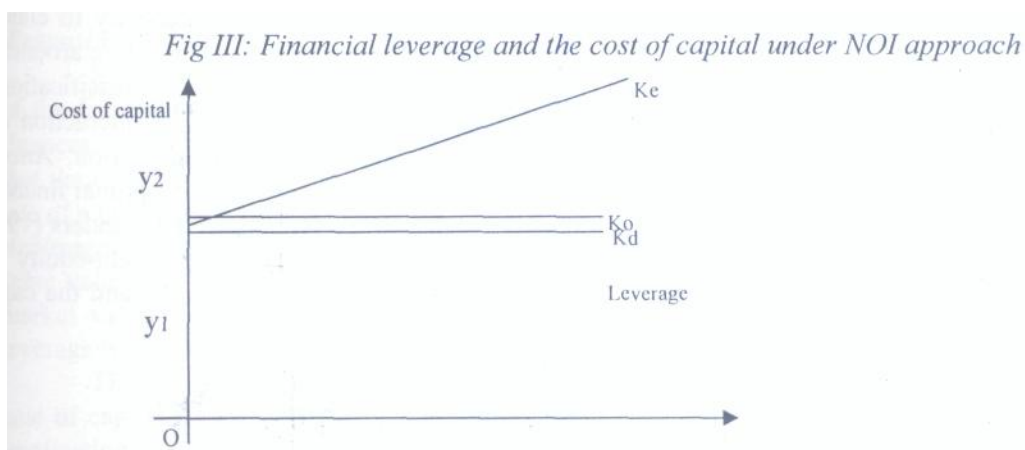 Fig III: Financial leverage and the cost of capital under NOI approach
Cost of capital
Ke
y2
Ko
Kd
Leverage
y1
O